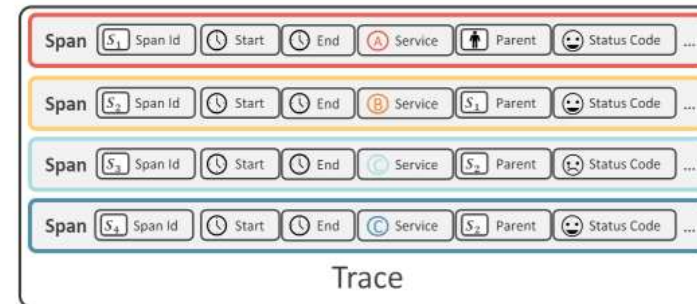 Span S1 Span Id Start End A Service Parent Status Code ...
Span S2 Span Id Start End B Service S1 Parent Status Code ...
Span S3 Span Id Start End C Service S2 Parent Status Code ...
Span S4 Span Id Start End C Service S2 Parent Status Code ...
Trace